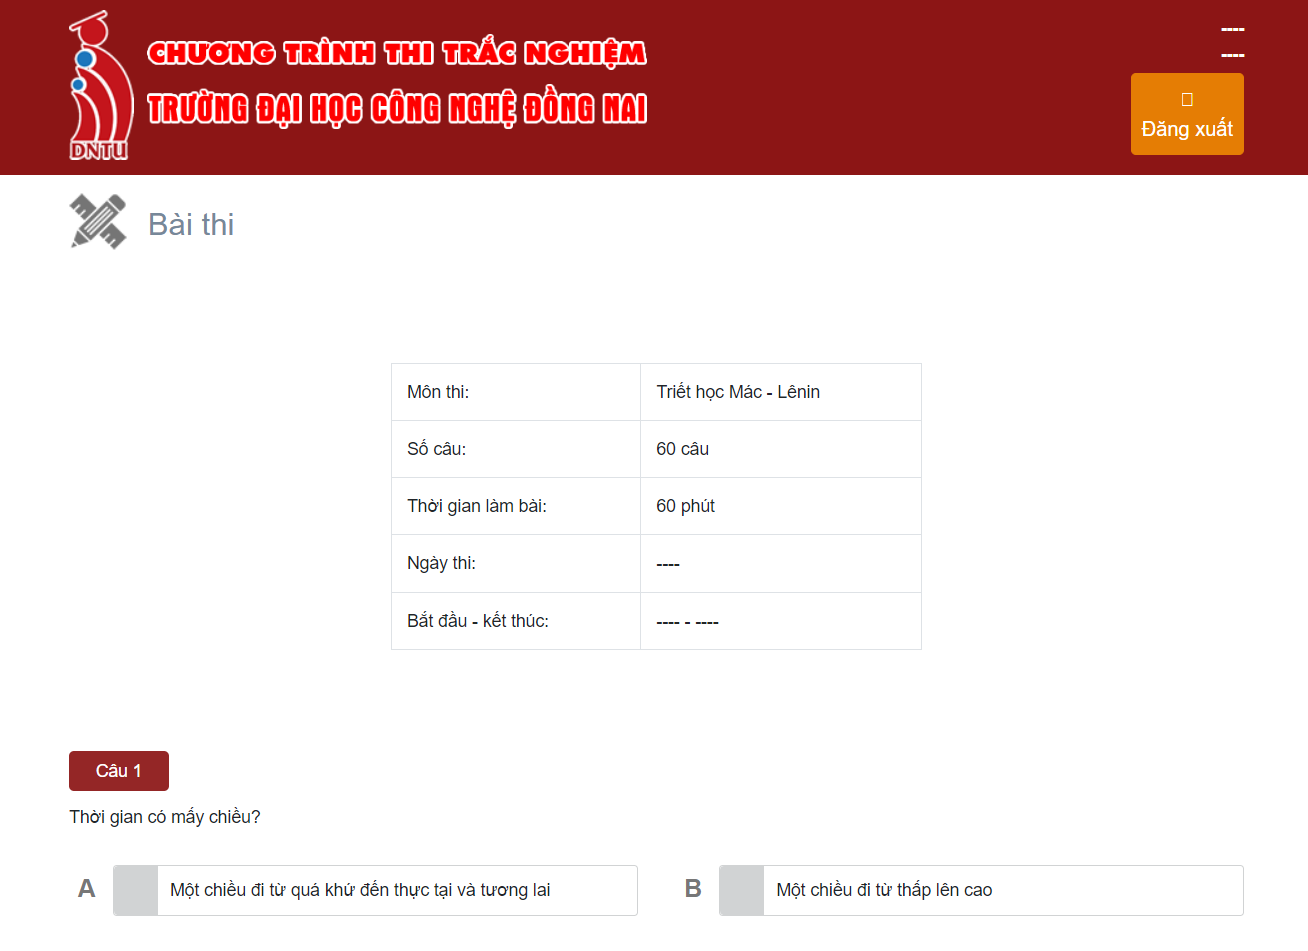 CHƯƠNG TRÌNH THI TRẮC NGHIỆM
TRƯỜNG ĐẠI HỌC CÔNG NGHỆ ĐỒNG NAI
DNTU
----
----
Đăng xuất
Bài thi
Môn thi: Triết học Mác - Lênin
Số câu: 60 câu
Thời gian làm bài: 60 phút
Ngày thi: ----
Bắt đầu - kết thúc: ---- - ----
Câu 1
Thời gian có mấy chiều?
A Một chiều đi từ quá khứ đến thực tại và tương lai
B Một chiều đi từ thấp lên cao